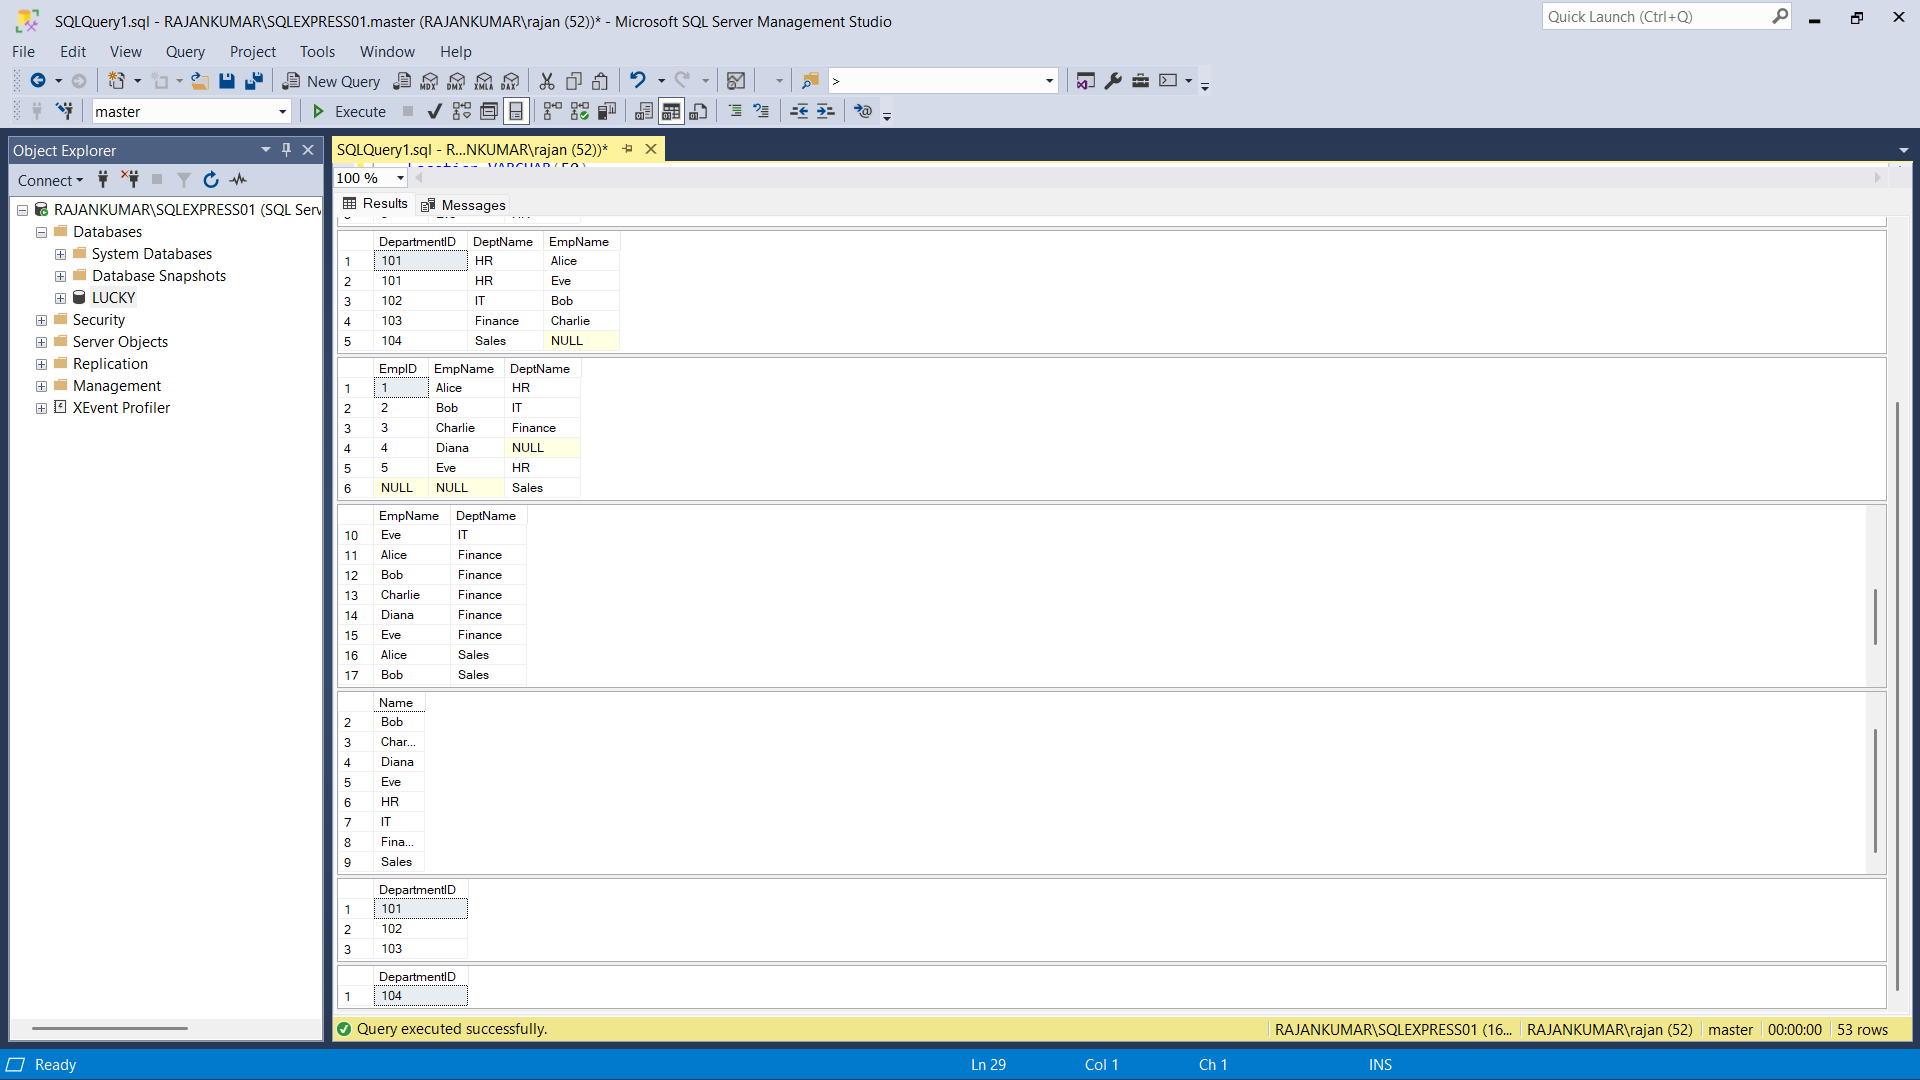 SQLQuery1.sql - RAJANKUMAR\SQLEXPRESS01.master (RAJANKUMAR\rajan (52))* - Microsoft SQL Server Management Studio
Quick Launch (Ctrl+Q)
File Edit View Query Project Tools Window Help
New Query MDX DMX XMLA DAX >
master Execute
Object Explorer
Connect
RAJANKUMAR\SQLEXPRESS01 (SQL Serv
Databases
System Databases
Database Snapshots
LUCKY
Security
Server Objects
Replication
Management
XEvent Profiler
SQLQuery1.sql - R...NKUMAR\rajan (52))*
100 %
Results Messages
DepartmentID DeptName EmpName
1 101 HR Alice
2 101 HR Eve
3 102 IT Bob
4 103 Finance Charlie
5 104 Sales NULL
EmpID EmpName DeptName
1 1 Alice HR
2 2 Bob IT
3 3 Charlie Finance
4 4 Diana NULL
5 5 Eve HR
6 NULL NULL Sales
EmpName DeptName
10 Eve IT
11 Alice Finance
12 Bob Finance
13 Charlie Finance
14 Diana Finance
15 Eve Finance
16 Alice Sales
17 Bob Sales
Name
2 Bob
3 Char...
4 Diana
5 Eve
6 HR
7 IT
8 Fina...
9 Sales
DepartmentID
1 101
2 102
3 103
DepartmentID
1 104
Query executed successfully. RAJANKUMAR\SQLEXPRESS01 (16... RAJANKUMAR\rajan (52) master 00:00:00 53 rows
Ready Ln 29 Col 1 Ch 1 INS